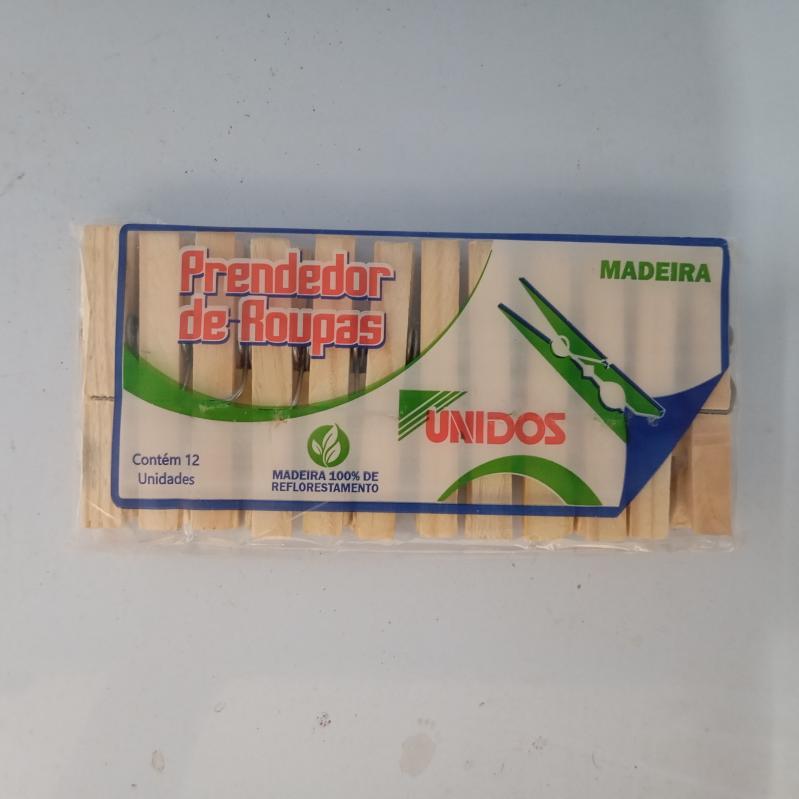 Prendedor
de Roupas
MADEIRA
UNIDOS
Contém 12
Unidades
MADEIRA 100% DE
REFLORESTAMENTO